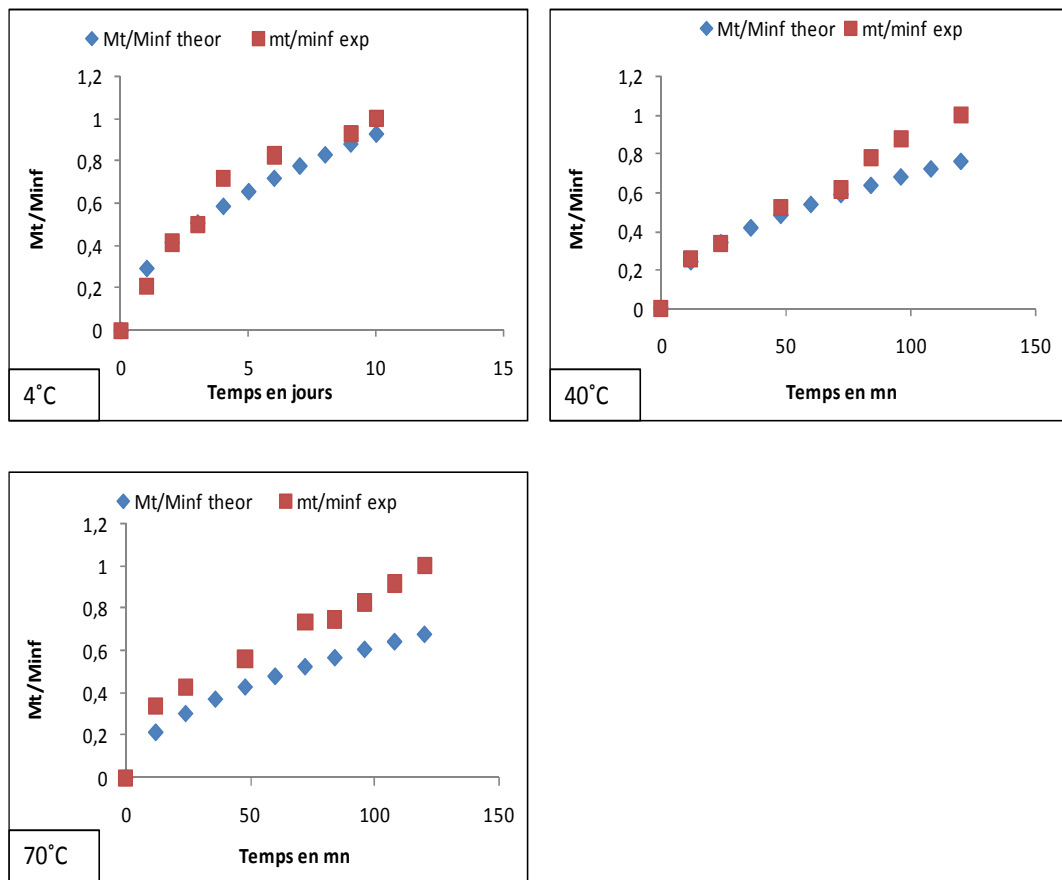 Mt/Minf theor mt/minf exp
1,2
1
0,8
0,6
0,4
0,2
0
Mt/Minf
0 5 10 15
Temps en jours
4°C
Mt/Minf theor mt/minf exp
1,2
1
0,8
0,6
0,4
0,2
0
Mt/Minf
0 50 100 150
Temps en mn
40°C
Mt/Minf theor mt/minf exp
1,2
1
0,8
0,6
0,4
0,2
0
Mt/Minf
0 50 100 150
Temps en mn
70°C